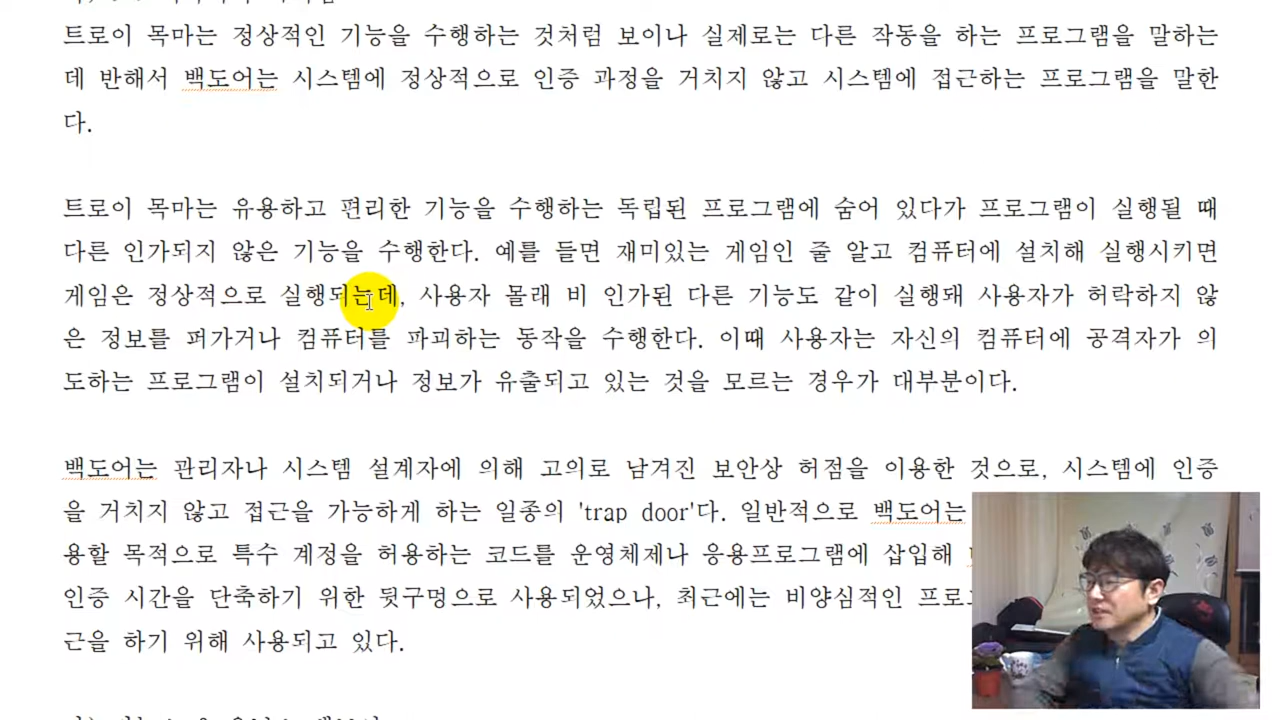 트로이 목마는 정상적인 기능을 수행하는 것처럼 보이나 실제로는 다른 작동을 하는 프로그램을 말하는
데 반해서 백도어는 시스템에 정상적으로 인증 과정을 거치지 않고 시스템에 접근하는 프로그램을 말한
다.
트로이 목마는 유용하고 편리한 기능을 수행하는 독립된 프로그램에 숨어 있다가 프로그램이 실행될 때
다른 인가되지 않은 기능을 수행한다. 예를 들면 재미있는 게임인 줄 알고 컴퓨터에 설치해 실행시키면
게임은 정상적으로 실행되는데, 사용자 몰래 비 인가된 다른 기능도 같이 실행돼 사용자가 허락하지 않
은 정보를 퍼가거나 컴퓨터를 파괴하는 동작을 수행한다. 이때 사용자는 자신의 컴퓨터에 공격자가 의
도하는 프로그램이 설치되거나 정보가 유출되고 있는 것을 모르는 경우가 대부분이다.
백도어는 관리자나 시스템 설계자에 의해 고의로 남겨진 보안상 허점을 이용한 것으로, 시스템에 인증
을 거치지 않고 접근을 가능하게 하는 일종의 'trap door'다. 일반적으로 백도어는
용할 목적으로 특수 계정을 허용하는 코드를 운영체제나 응용프로그램에 삽입해
인증 시간을 단축하기 위한 뒷구멍으로 사용되었으나, 최근에는 비양심적인
근을 하기 위해 사용되고 있다.